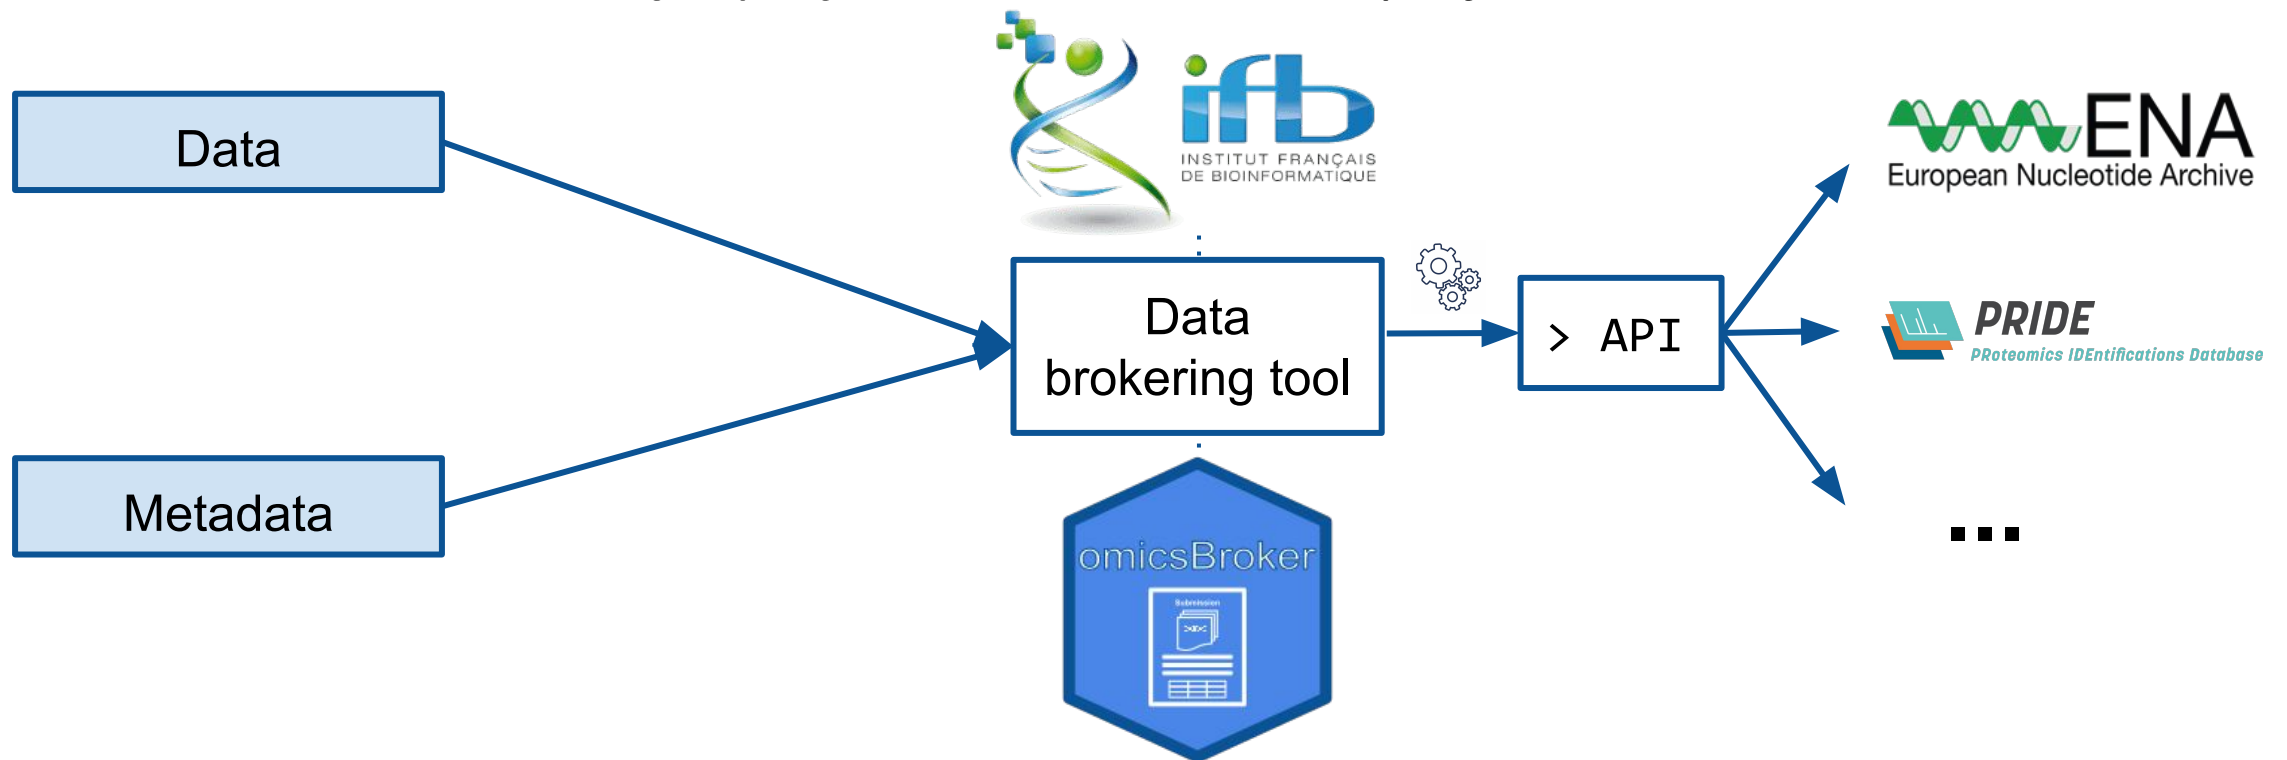 Data
Metadata
ifb
INSTITUT FRANÇAIS
DE BIOINFORMATIQUE
Data
brokering tool
omicsBroker
Submission
> API
ENA
European Nucleotide Archive
PRIDE
PRoteomics IDEntifications Database
...